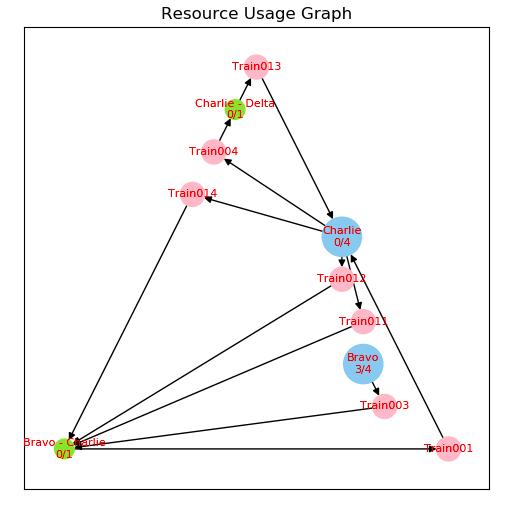 Resource Usage Graph
Train013
Charlie - Delta
0/1
Train004
Train014
Charlie
0/4
Train012
Train011
Bravo
3/4
Train003
Bravo - Charlie
0/1
Train001